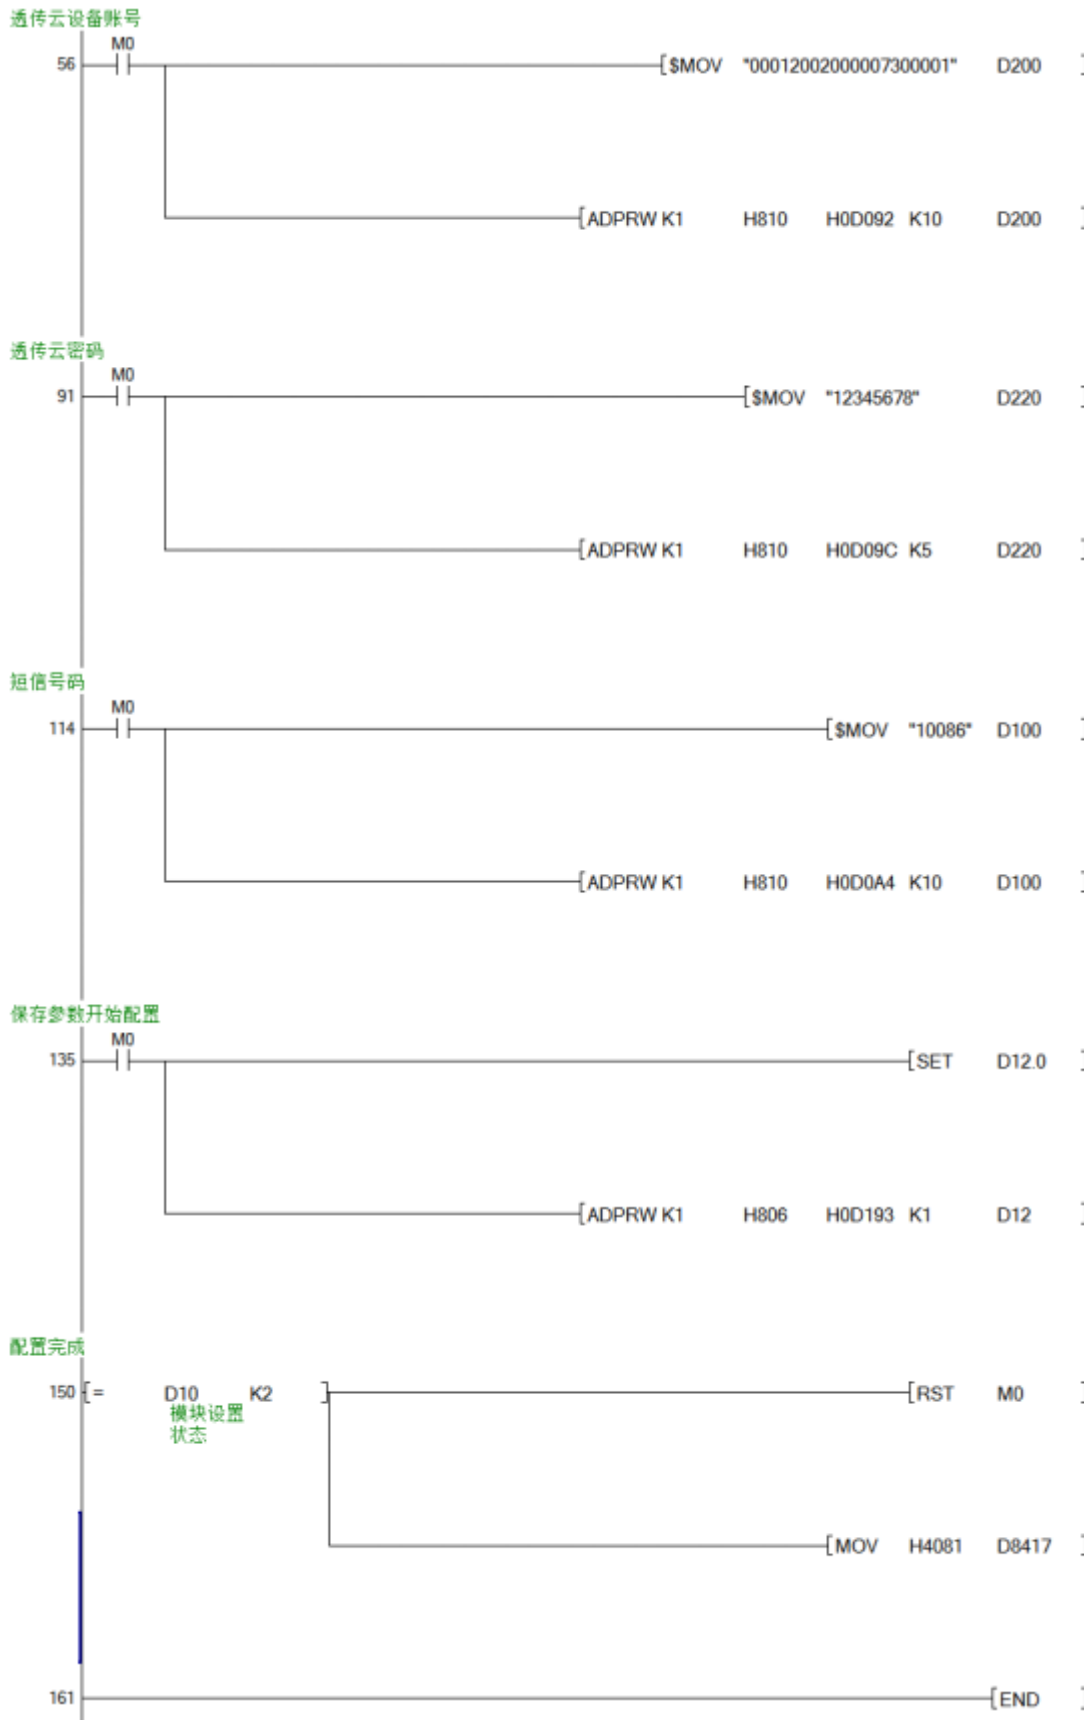 透传云设备账号
M0
56 [$MOV "00012002000007300001" D200 ]
[ADPRW K1 H810 H0D092 K10 D200 ]
透传云密码
M0
91 [$MOV "12345678" D220 ]
[ADPRW K1 H810 H0D09C K5 D220 ]
短信号码
M0
114 [$MOV "10086" D100 ]
[ADPRW K1 H810 H0D0A4 K10 D100 ]
保存参数开始配置
M0
135 [SET D12.0 ]
[ADPRW K1 H806 H0D193 K1 D12 ]
配置完成
150 [= D10 K2 ] [RST M0 ]
模块设置
状态
[MOV H4081 D8417 ]
161 [END ]